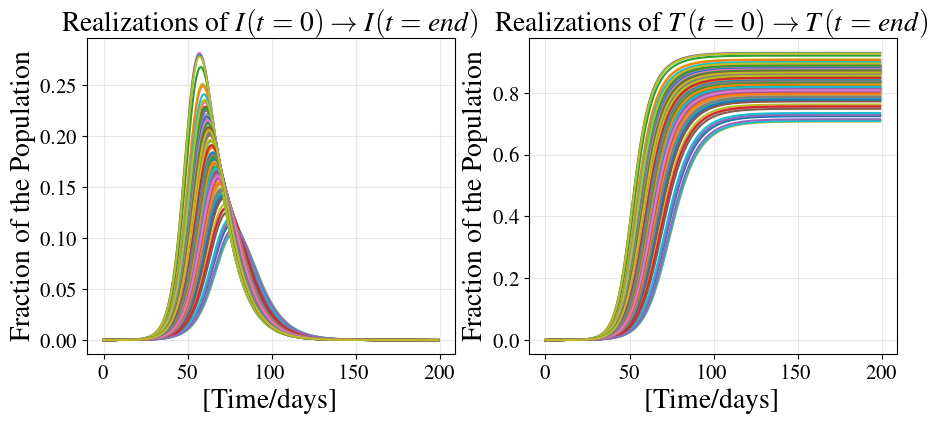 Realizations of I(t = 0) → I(t = end)
Fraction of the Population
0.25
0.20
0.15
0.10
0.05
0.00
0 50 100 150 200
[Time/days]
Realizations of T(t = 0) → T(t = end)
Fraction of the Population
0.8
0.6
0.4
0.2
0.0
0 50 100 150 200
[Time/days]